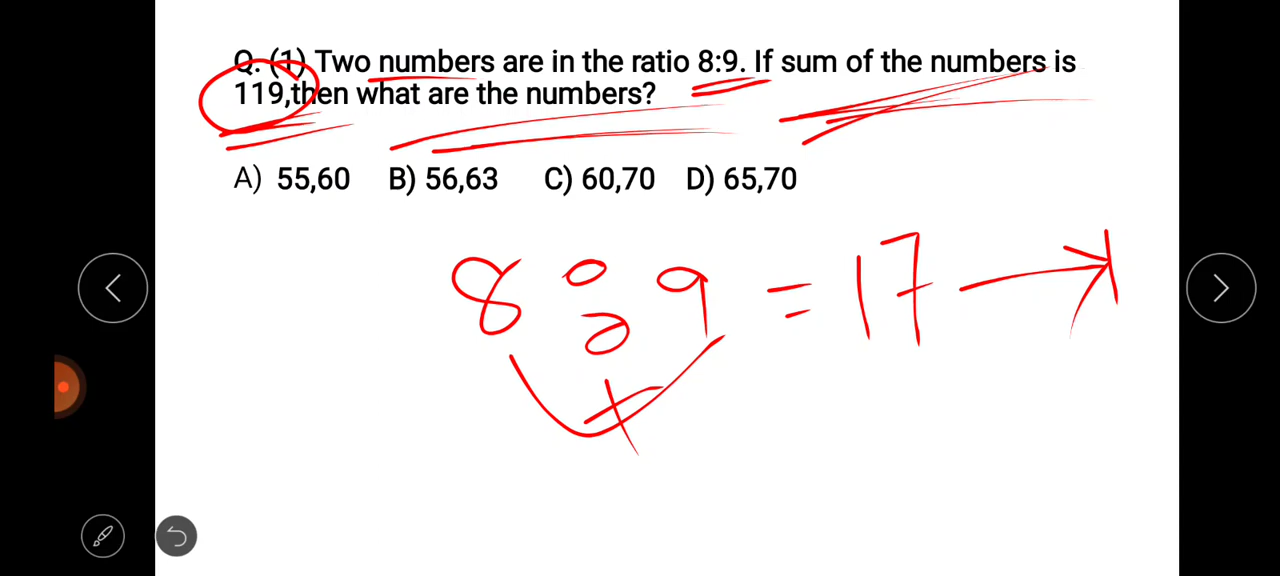 Q. (1) Two numbers are in the ratio 8:9. If sum of the numbers is
119,then what are the numbers?
A) 55,60 B) 56,63 C) 60,70 D) 65,70
8 : 9 = 17 →
+